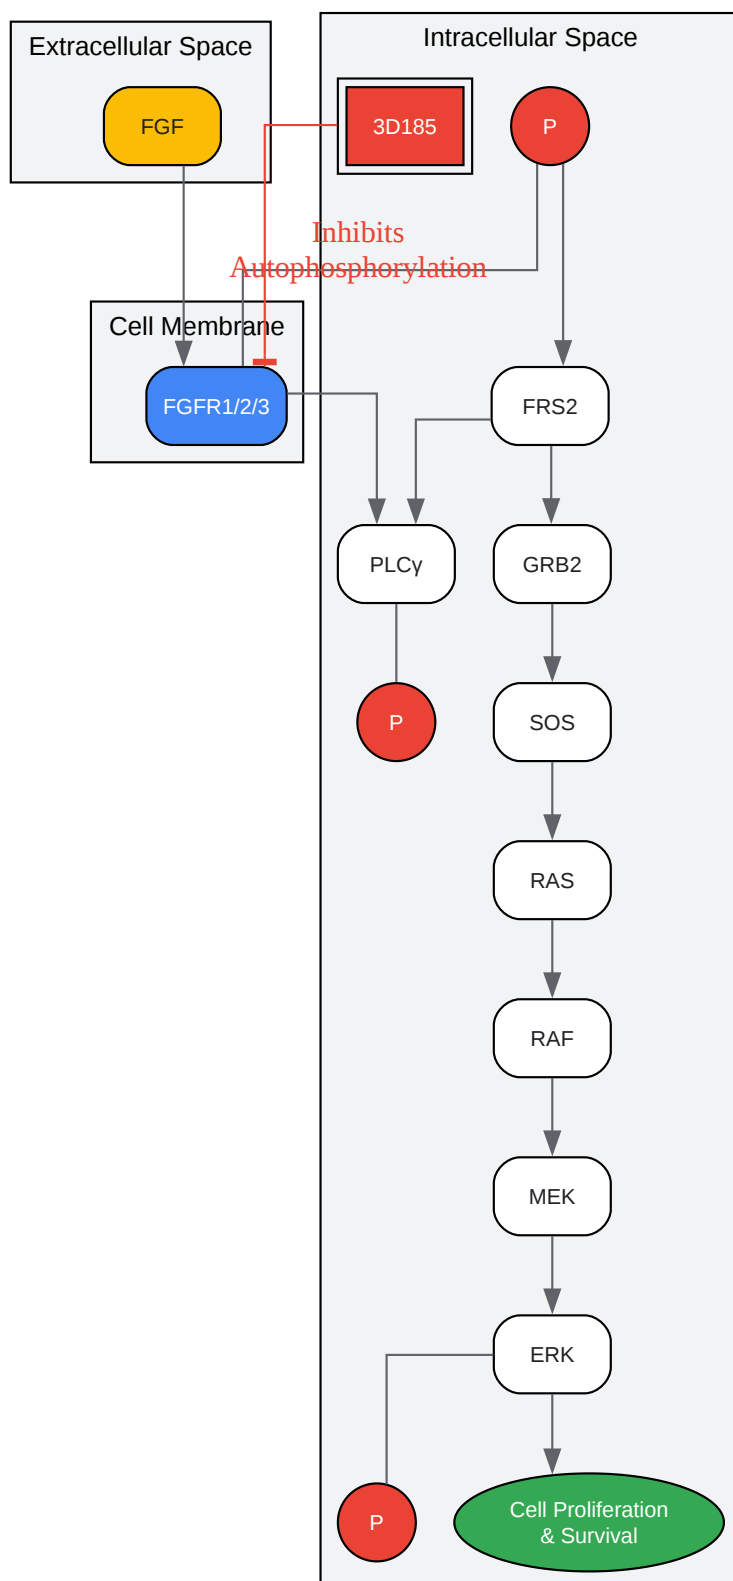 Extracellular Space
Intracellular Space
FGF
3D185
P
Inhibits
Autophosphorylation
Cell Membrane
FGFR1/2/3
FRS2
PLCγ
GRB2
P
SOS
RAS
RAF
MEK
ERK
P
Cell Proliferation
& Survival